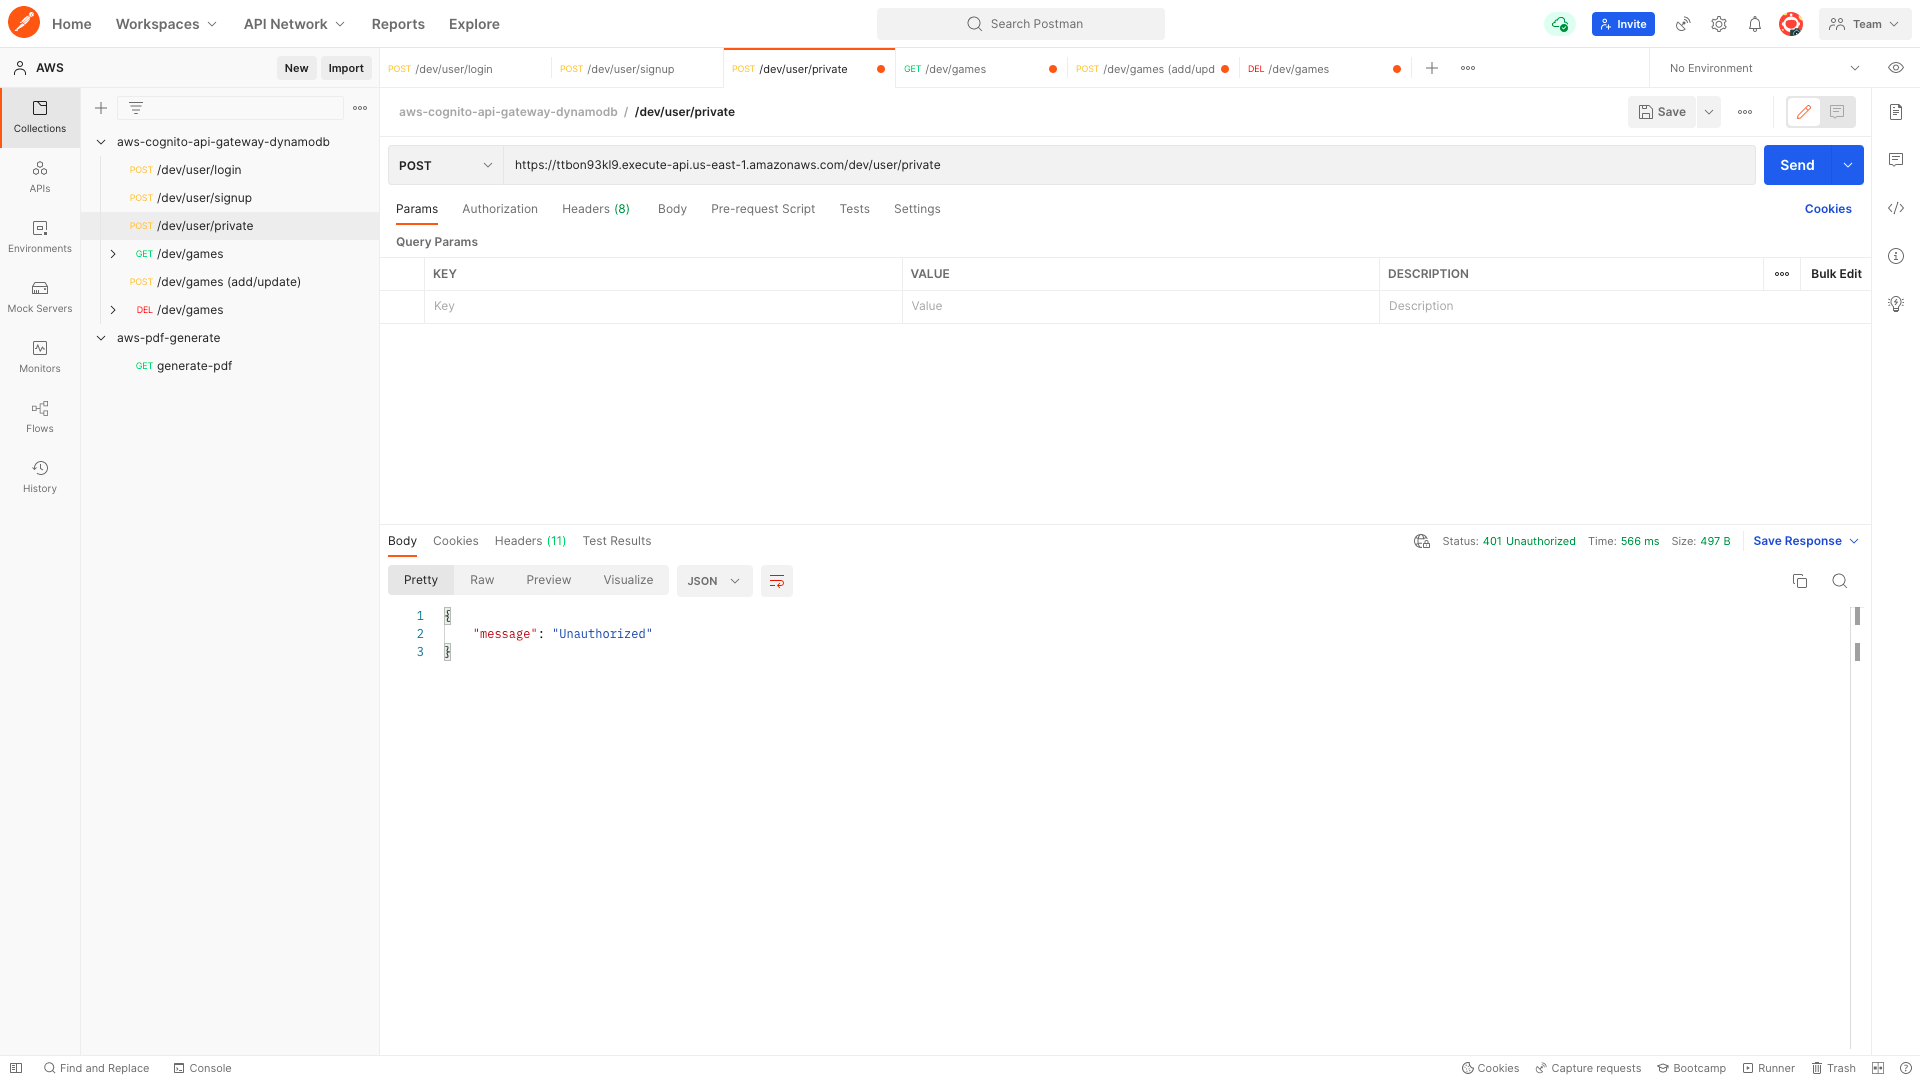 Home
Workspaces
API Network
Reports
Explore
Search Postman
Invite
Team
AWS
New
Import
POST /dev/user/login
POST /dev/user/signup
POST /dev/user/private
GET /dev/games
POST /dev/games (add/upd
DEL /dev/games
No Environment
Collections
APIs
Environments
Mock Servers
Monitors
Flows
History
aws-cognito-api-gateway-dynamodb
POST /dev/user/login
POST /dev/user/signup
POST /dev/user/private
GET /dev/games
POST /dev/games (add/update)
DEL /dev/games
aws-pdf-generate
GET generate-pdf
aws-cognito-api-gateway-dynamodb / /dev/user/private
Save
POST
https://ttbon93kl9.execute-api.us-east-1.amazonaws.com/dev/user/private
Send
Params
Authorization
Headers (8)
Body
Pre-request Script
Tests
Settings
Cookies
Query Params
KEY
VALUE
DESCRIPTION
Bulk Edit
Key
Value
Description
Body
Cookies
Headers (11)
Test Results
Status: 401 Unauthorized
Time: 566 ms
Size: 497 B
Save Response
Pretty
Raw
Preview
Visualize
JSON
1 {
2 "message": "Unauthorized"
3 }
Find and Replace
Console
Cookies
Capture requests
Bootcamp
Runner
Trash